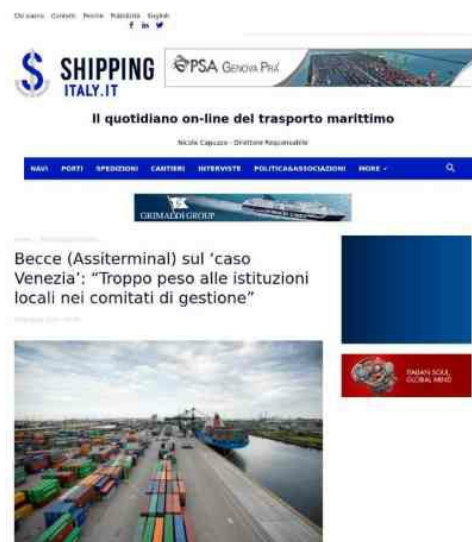 Chi siamo Contatti Perché Pubblicità English
SHIPPING
ITALY.IT
PSA GENOVA PRA'
Il quotidiano on-line del trasporto marittimo
Nicola Capuzzo - Direttore Responsabile
NAVI PORTI SPEDIZIONI CANTIERI INTERVISTE POLITICA&ASSOCIAZIONI MORE
GRIMALDI GROUP
Becce (Assiterminal) sul ‘caso
Venezia’: “Troppo peso alle istituzioni
locali nei comitati di gestione”
ITALIAN SOUL,
GLOBAL MIND